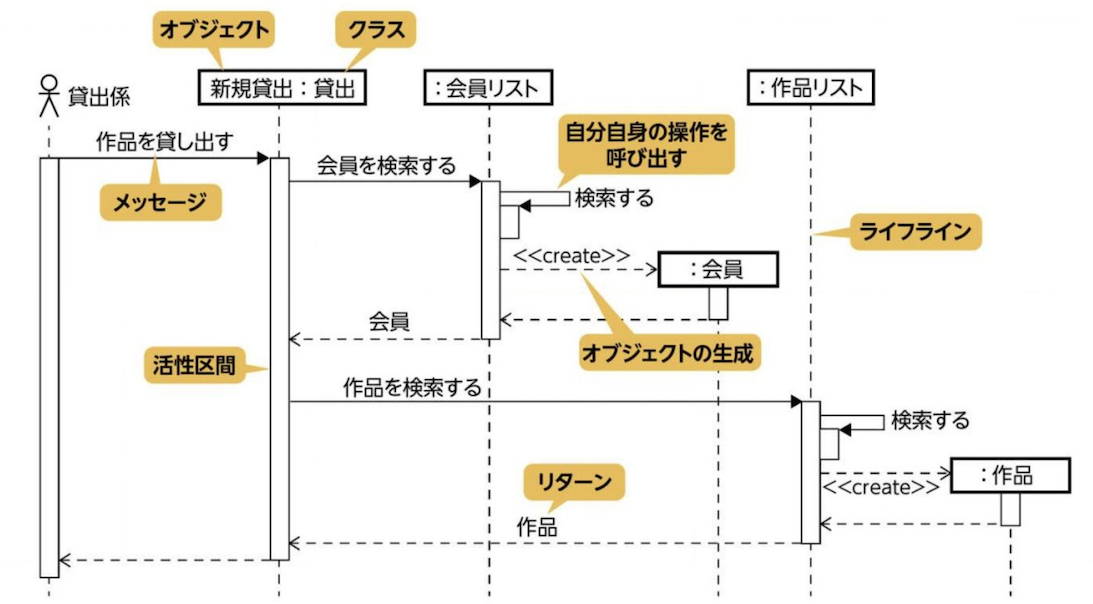 オブジェクト
クラス
貸出係
新規貸出：貸出
：会員リスト
：作品リスト
作品を貸し出す
メッセージ
会員を検索する
自分自身の操作を
呼び出す
検索する
ライフライン
<<create>>
：会員
会員
オブジェクトの生成
活性区間
作品を検索する
検索する
リターン
<<create>>
：作品
作品